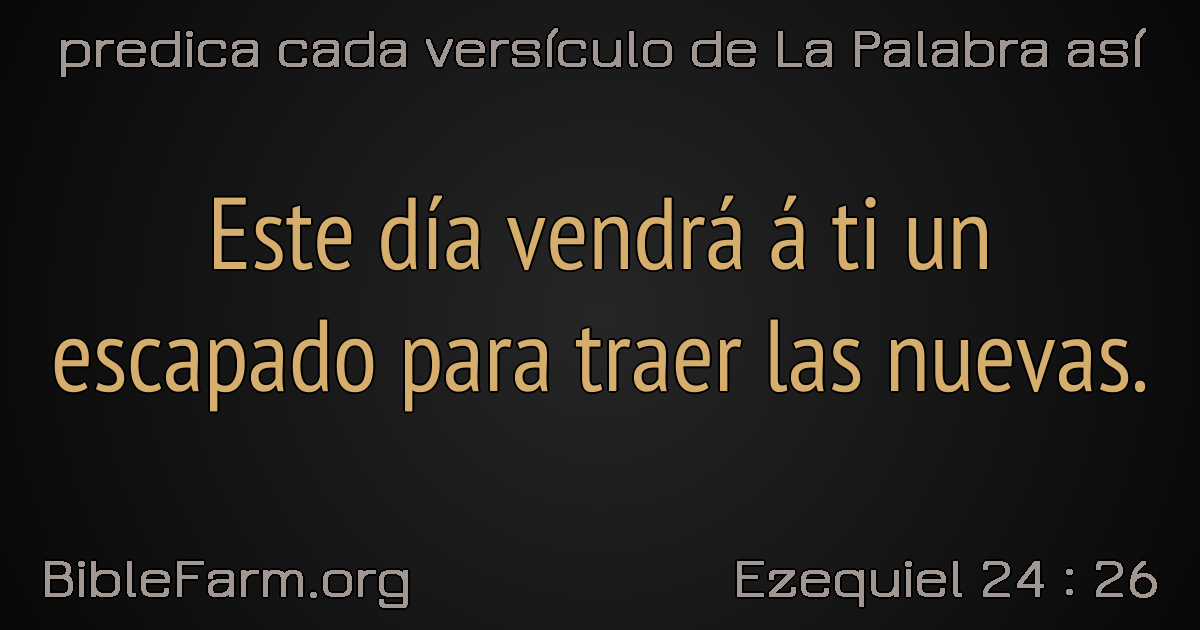 predica cada versículo de La Palabra así
Este día vendrá á ti un
escapado para traer las nuevas.
BibleFarm.org
Ezequiel 24 : 26